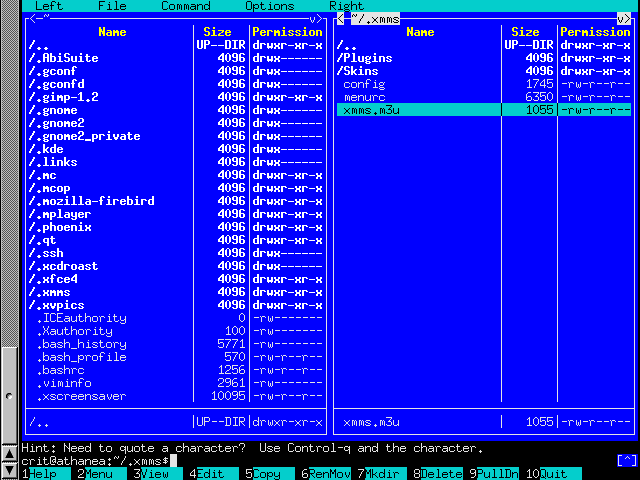 Left File Command Options Right
<─~ v> <─ ~/.xmms v>
Name Size Permission Name Size Permission
/.. UP--DIR drwxr-xr-x /.. UP--DIR drwxr-xr-x
/.AbiSuite 4096 drwx------ /Plugins 4096 drwxr-xr-x
/.gconf 4096 drwx------ /Skins 4096 drwxr-xr-x
/.gconfd 4096 drwx------ config 1745 -rw-r--r--
/.gimp-1.2 4096 drwxr-xr-x menurc 6350 -rw-r--r--
/.gnome 4096 drwx------ xmms.m3u 1055 -rw-r--r--
/.gnome2 4096 drwx------
/.gnome2_private 4096 drwx------
/.kde 4096 drwx------
/.links 4096 drwx------
/.mc 4096 drwxr-xr-x
/.mcop 4096 drwxr-xr-x
/.mozilla-firebird 4096 drwxr-xr-x
/.mplayer 4096 drwxr-xr-x
/.phoenix 4096 drwxr-xr-x
/.qt 4096 drwxr-xr-x
/.ssh 4096 drwx------
/.xcdroast 4096 drwx------
/.xfce4 4096 drwxr-xr-x
/.xmms 4096 drwxr-xr-x
/.xvpics 4096 drwxr-xr-x
.ICEauthority 0 -rw-------
.Xauthority 100 -rw-------
.bash_history 5771 -rw-------
.bash_profile 570 -rw-r--r--
.bashrc 1256 -rw-r--r--
.viminfo 2961 -rw-------
.xscreensaver 10095 -rw-r--r--
/.. UP--DIR drwxr-xr-x xmms.m3u 1055 -rw-r--r--
Hint: Need to quote a character? Use Control-q and the character.
crit@athanea:~/.xmms$ [^]
1Help 2Menu 3View 4Edit 5Copy 6RenMov 7Mkdir 8Delete 9PullDn 10Quit